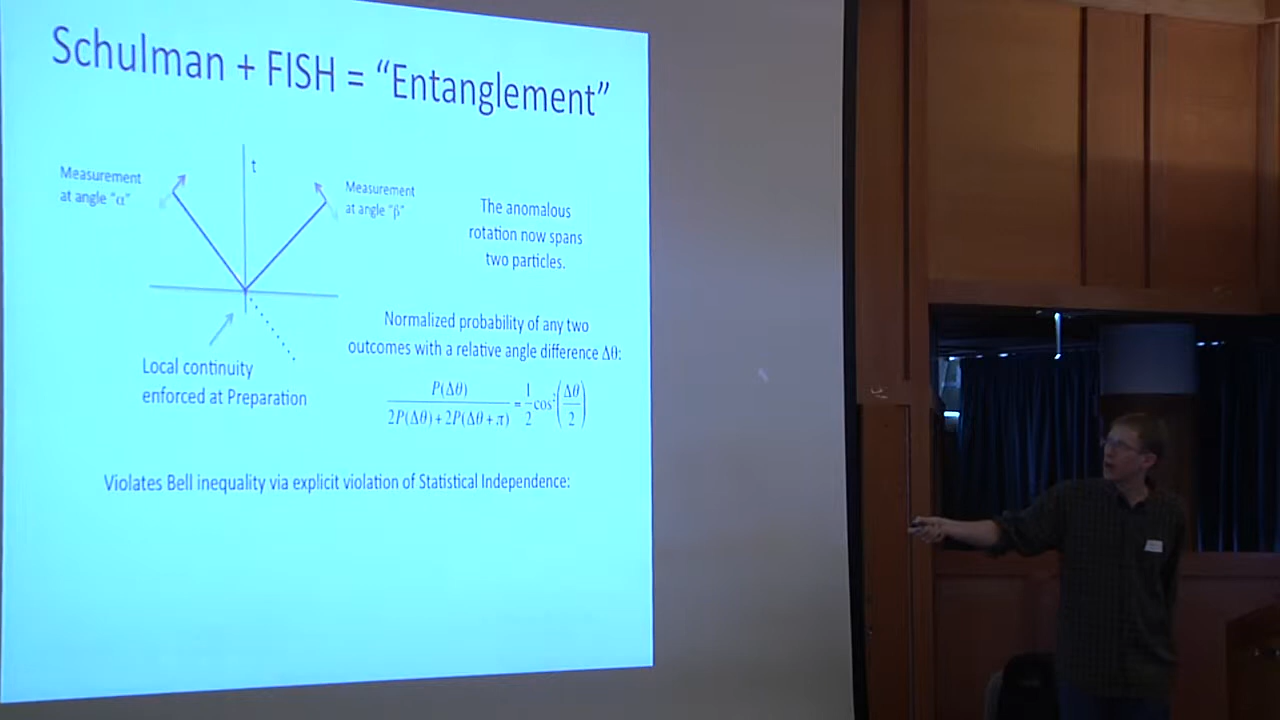 Schulman + FISH = “Entanglement”
t
Measurement
at angle “α”
Measurement
at angle “β”
The anomalous
rotation now spans
two particles.
Local continuity
enforced at Preparation
Normalized probability of any two
outcomes with a relative angle difference Δθ:
P(Δθ) / 2P(Δθ)+2P(Δθ+π) = 1/2 cos²(Δθ/2)
Violates Bell inequality via explicit violation of Statistical Independence: